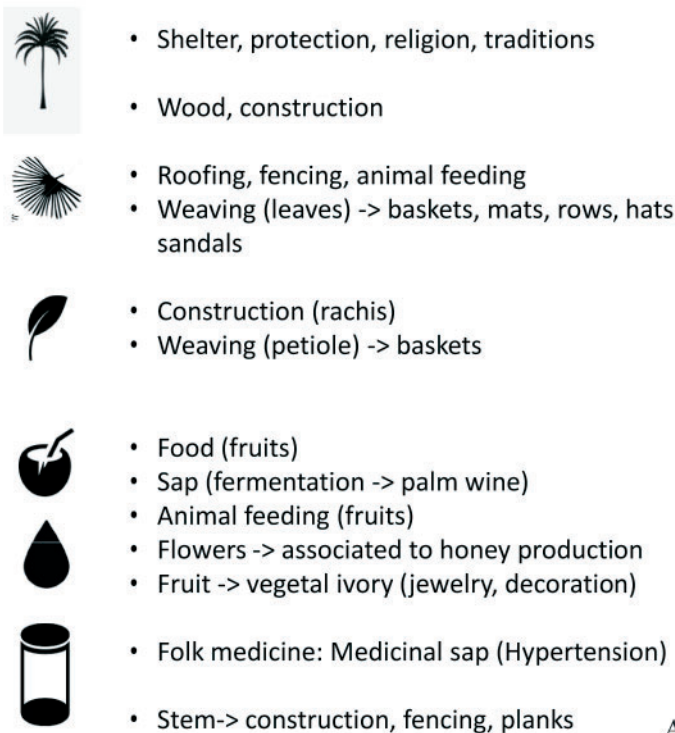 • Shelter, protection, religion, traditions
• Wood, construction
• Roofing, fencing, animal feeding
• Weaving (leaves) -> baskets, mats, rows, hats
sandals
• Construction (rachis)
• Weaving (petiole) -> baskets
• Food (fruits)
• Sap (fermentation -> palm wine)
• Animal feeding (fruits)
• Flowers -> associated to honey production
• Fruit -> vegetal ivory (jewelry, decoration)
• Folk medicine: Medicinal sap (Hypertension)
• Stem-> construction, fencing, planks